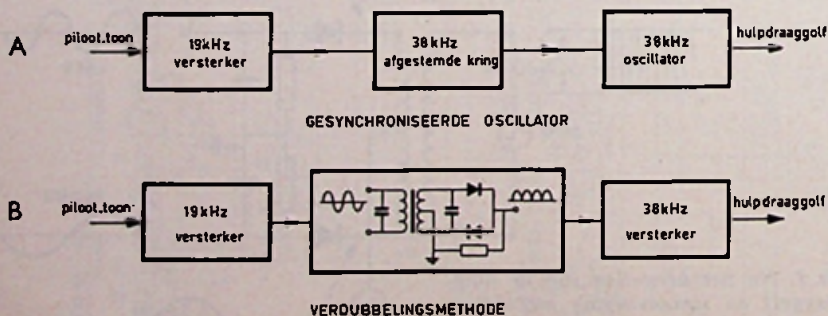 A
piloot.toon
19kHz
versterker
38kHz
afgestemde kring
38kHz
oscillator
hulpdraaggolf
GESYNCHRONISEERDE OSCILLATOR
B
piloot.toon
19kHz
versterker
38kHz
versterker
hulpdraaggolf
VERDUBBELINGSMETHODE